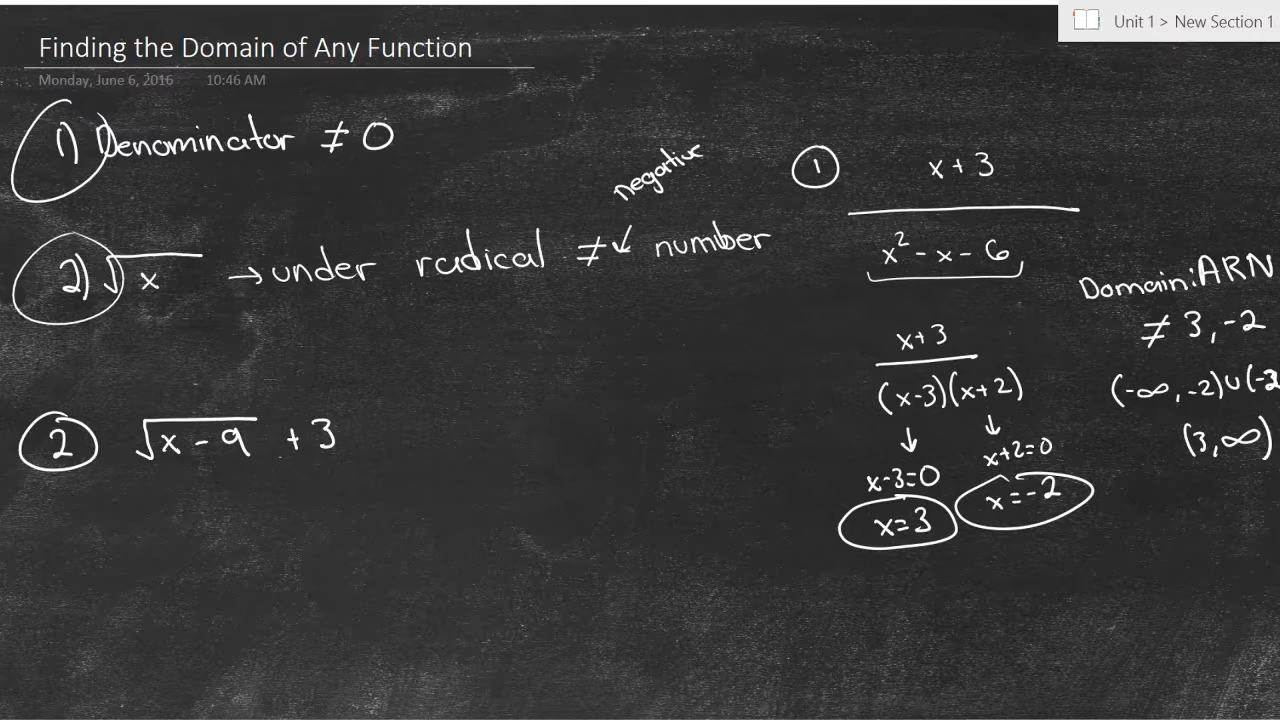 Unit 1 > New Section 1
Finding the Domain of Any Function
Monday, June 6, 2016 10:46 AM
1) Denominator ≠ 0
negative
2) √x → under radical ≠ ↙ number
② √x - 9 + 3
① x + 3
x² - x - 6
x+3
(x-3)(x+2)
↓ ↓
x-3=0 x+2=0
x=3 x=-2
Domain: ARN
≠ 3, -2
(-∞, -2)∪(-2
(3, ∞)